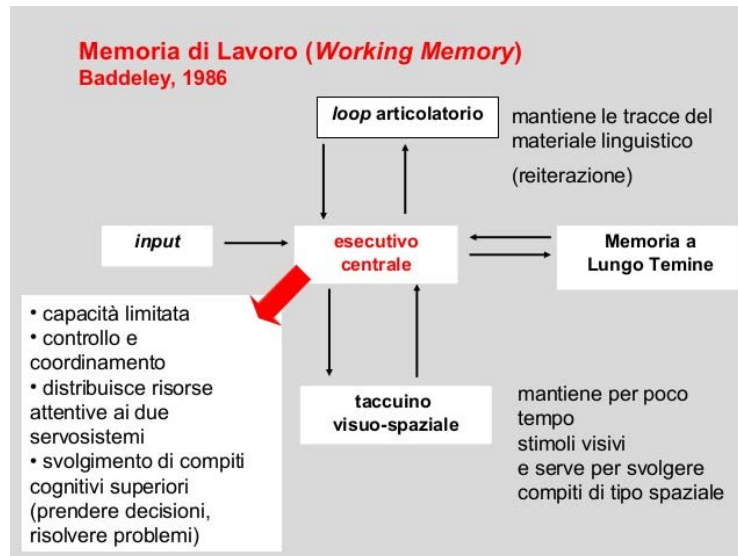 Memoria di Lavoro (Working Memory)
Baddeley, 1986
loop articolatorio
mantiene le tracce del
materiale linguistico
(reiterazione)
input
esecutivo
centrale
Memoria a
Lungo Temine
• capacità limitata
• controllo e
coordinamento
• distribuisce risorse
attentive ai due
servosistemi
• svolgimento di compiti
cognitivi superiori
(prendere decisioni,
risolvere problemi)
taccuino
visuo-spaziale
mantiene per poco
tempo
stimoli visivi
e serve per svolgere
compiti di tipo spaziale